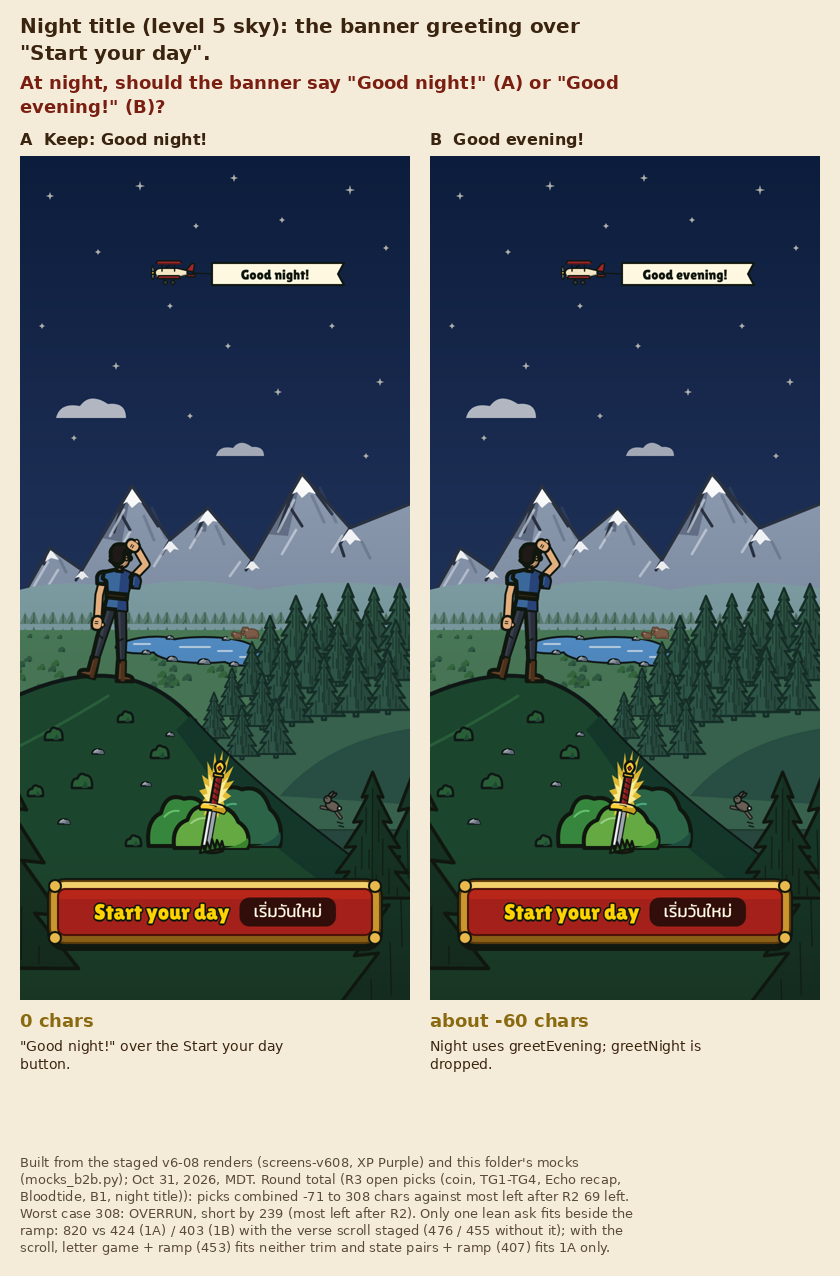 Night title (level 5 sky): the banner greeting over
"Start your day".
At night, should the banner say "Good night!" (A) or "Good
evening!" (B)?
A  Keep: Good night!
B  Good evening!
Good night!
Good evening!
Start your day เริ่มวันใหม่
Start your day เริ่มวันใหม่
0 chars
about -60 chars
"Good night!" over the Start your day
button.
Night uses greetEvening; greetNight is
dropped.
Built from the staged v6-08 renders (screens-v608, XP Purple) and this folder's mocks
(mocks_b2b.py); Oct 31, 2026, MDT. Round total (R3 open picks (coin, TG1-TG4, Echo recap,
Bloodtide, B1, night title)): picks combined -71 to 308 chars against most left after R2 69 left.
Worst case 308: OVERRUN, short by 239 (most left after R2). Only one lean ask fits beside the
ramp: 820 vs 424 (1A) / 403 (1B) with the verse scroll staged (476 / 455 without it); with the
scroll, letter game + ramp (453) fits neither trim and state pairs + ramp (407) fits 1A only.